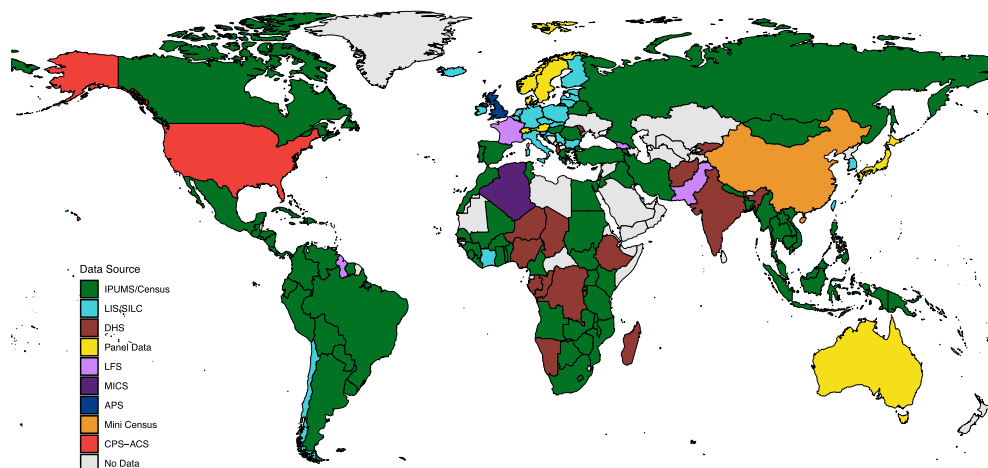 Data Source
IPUMS/Census
LIS/SILC
DHS
Panel Data
LFS
MICS
APS
Mini Census
CPS−ACS
No Data